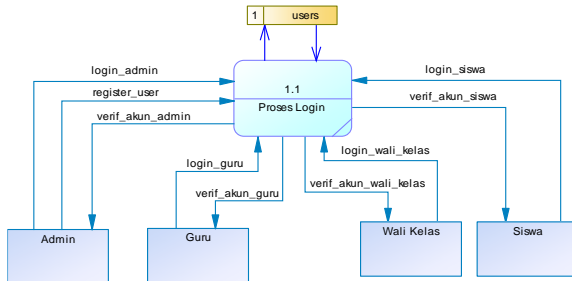 1 users
login_admin
login_siswa
1.1
register_user
verif_akun_siswa
Proses Login
verif_akun_admin
login_wali_kelas
login_guru
verif_akun_guru
verif_akun_wali_kelas
Admin
Guru
Wali Kelas
Siswa